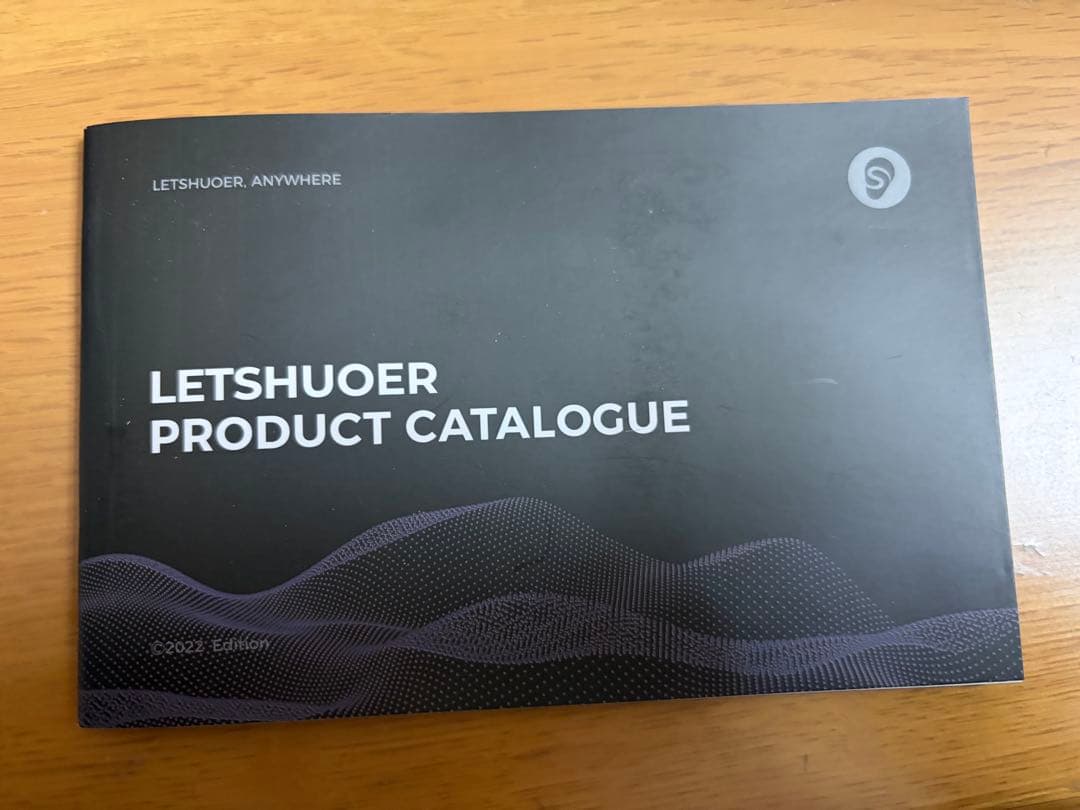 LETSHUOER, ANYWHERE
S
LETSHUOER
PRODUCT CATALOGUE
©2022 Edition